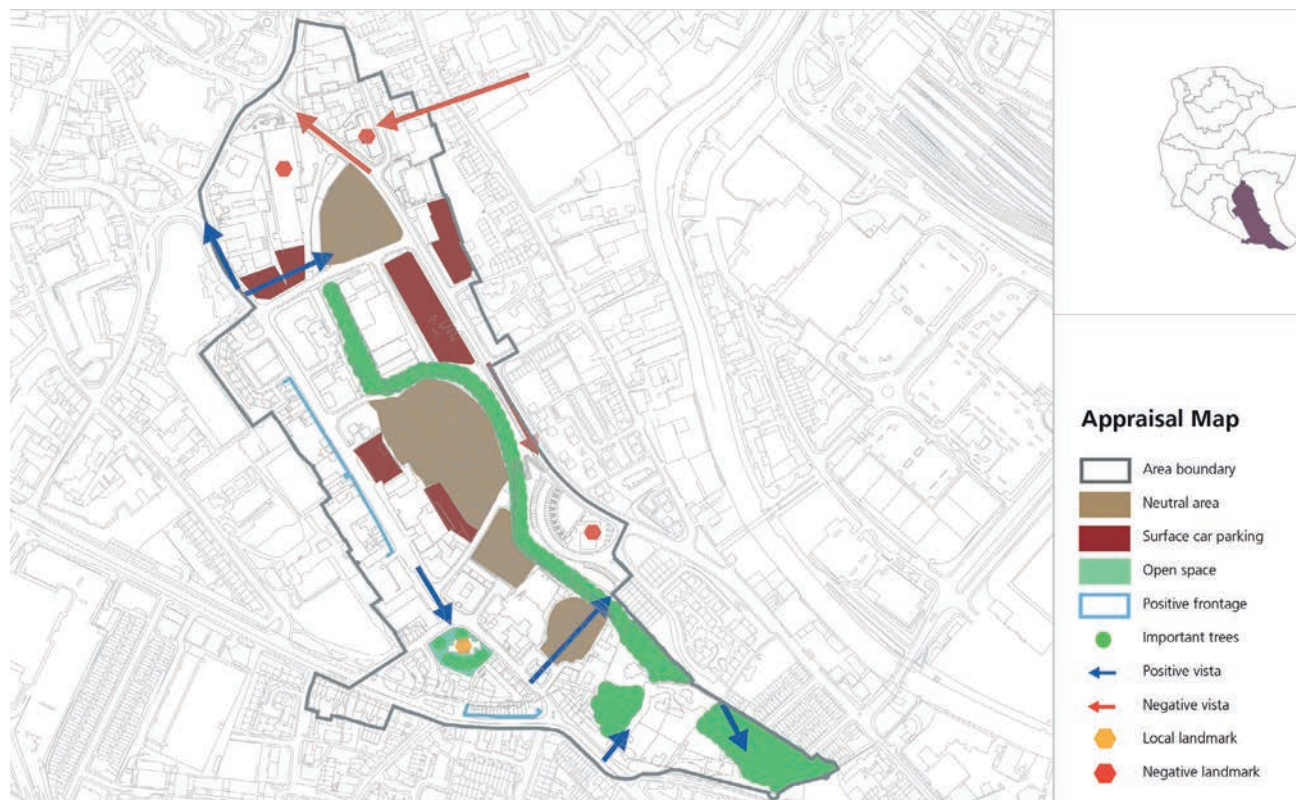 Appraisal Map
Area boundary
Neutral area
Surface car parking
Open space
Positive frontage
Important trees
Positive vista
Negative vista
Local landmark
Negative landmark